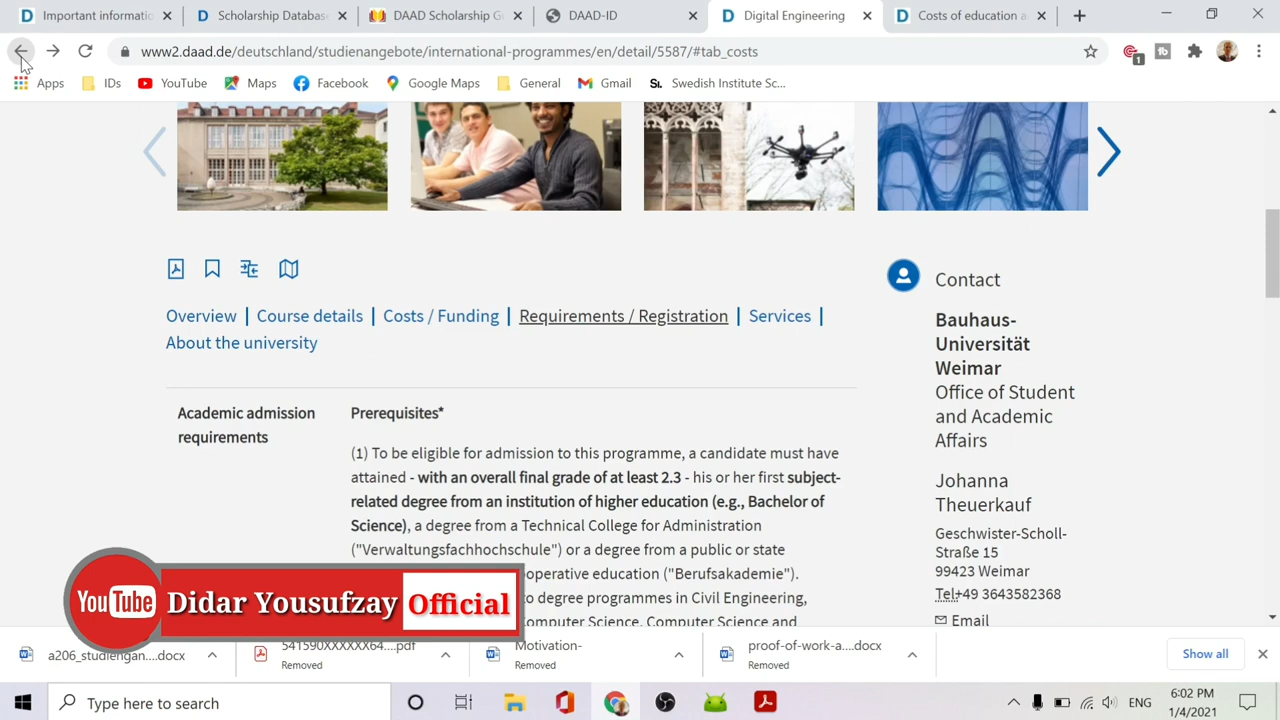 Important informatic
Scholarship Database
DAAD Scholarship G
DAAD-ID
Digital Engineering
Costs of education a
www2.daad.de/deutschland/studienangebote/international-programmes/en/detail/5587/#tab_costs
Apps
IDs
YouTube
Maps
Facebook
Google Maps
General
Gmail
Swedish Institute Sc...
Overview | Course details | Costs / Funding | Requirements / Registration | Services |
About the university
Academic admission
requirements
Prerequisites*
(1) To be eligible for admission to this programme, a candidate must have
attained - with an overall final grade of at least 2.3 - his or her first subject-
related degree from an institution of higher education (e.g., Bachelor of
Science), a degree from a Technical College for Administration
("Verwaltungsfachhochschule") or a degree from a public or state
operative education ("Berufsakademie").
to degree programmes in Civil Engineering,
omputer Science, Computer Science and
Contact
Bauhaus-
Universität
Weimar
Office of Student
and Academic
Affairs
Johanna
Theuerkauf
Geschwister-Scholl-
Straße 15
99423 Weimar
Tel:+49 3643582368
Email
YouTube Didar Yousufzay Official
a206_studiengan....docx
541590XXXXXX64....pdf
Removed
Motivation-
Removed
proof-of-work-a....docx
Removed
Show all
Type here to search
ENG
6:02 PM
1/4/2021